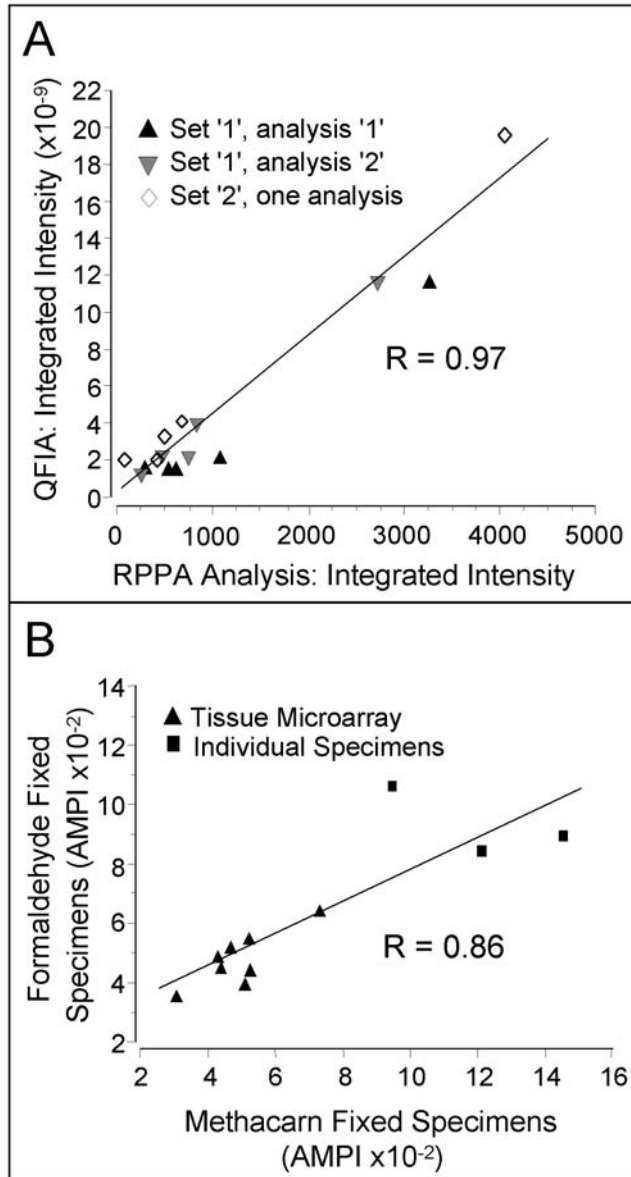 A
QFIA: Integrated Intensity (x10⁻⁹)
20
18
16
14
12
10
8
6
4
2
0
Set '1', analysis '1'
Set '1', analysis '2'
Set '2', one analysis
R = 0.97
0 1000 2000 3000 4000 5000
RPPA Analysis: Integrated Intensity
B
Formaldehyde Fixed
Specimens (AMPI x10⁻²)
14
12
10
8
6
4
2
Tissue Microarray
Individual Specimens
R = 0.86
2 4 6 8 10 12 14 16
Methacarn Fixed Specimens
(AMPI x10⁻²)